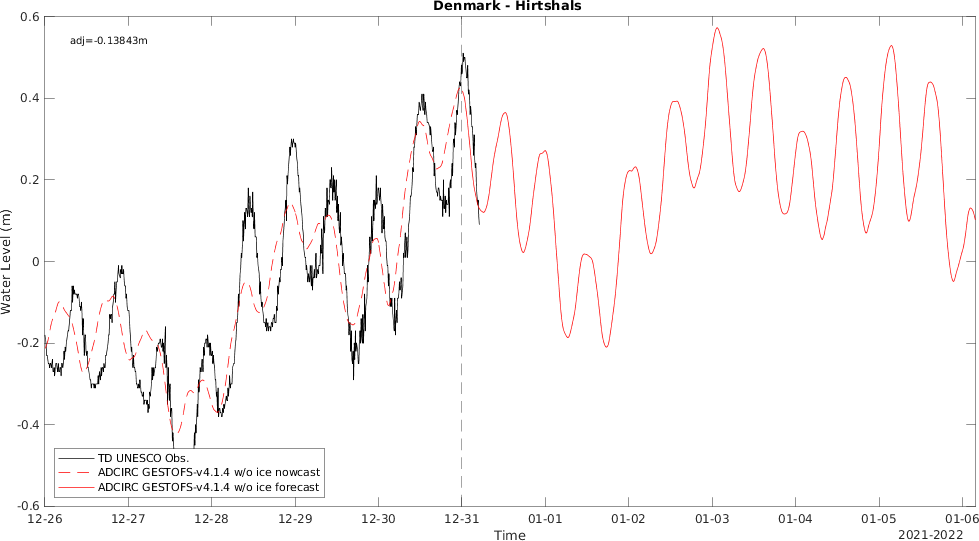 Denmark - Hirtshals
adj=-0.13843m
0.6
0.4
0.2
0
-0.2
-0.4
-0.6
Water Level (m)
TD UNESCO Obs.
ADCIRC GESTOFS-v4.1.4 w/o ice nowcast
ADCIRC GESTOFS-v4.1.4 w/o ice forecast
12-26 12-27 12-28 12-29 12-30 12-31 01-01 01-02 01-03 01-04 01-05 01-06
Time
2021-2022